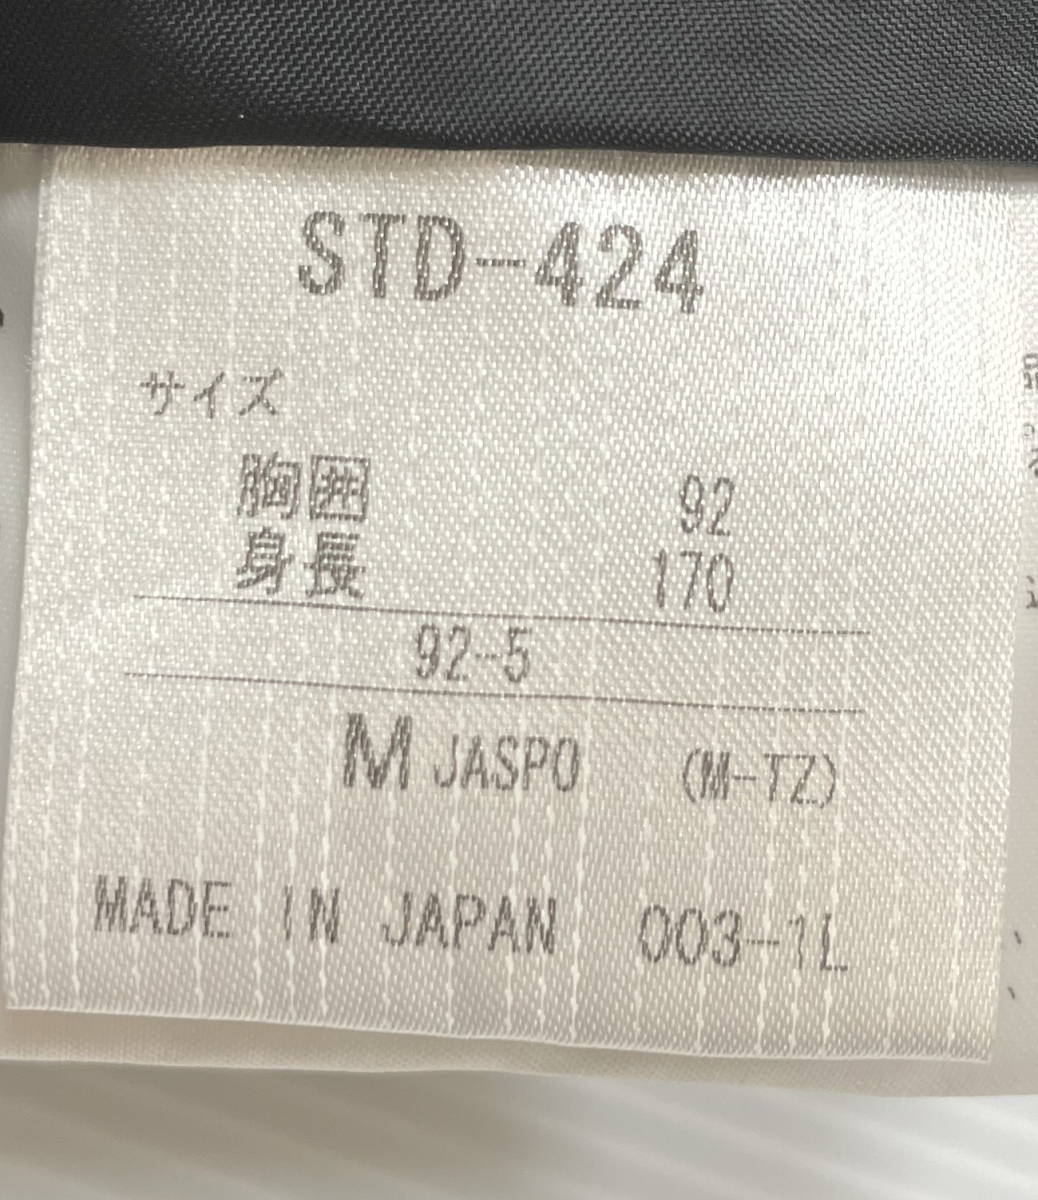 STD-424
サイズ
胸囲 92
身長 170
92-5
M JASPO (M-TZ)
MADE IN JAPAN 003-1L